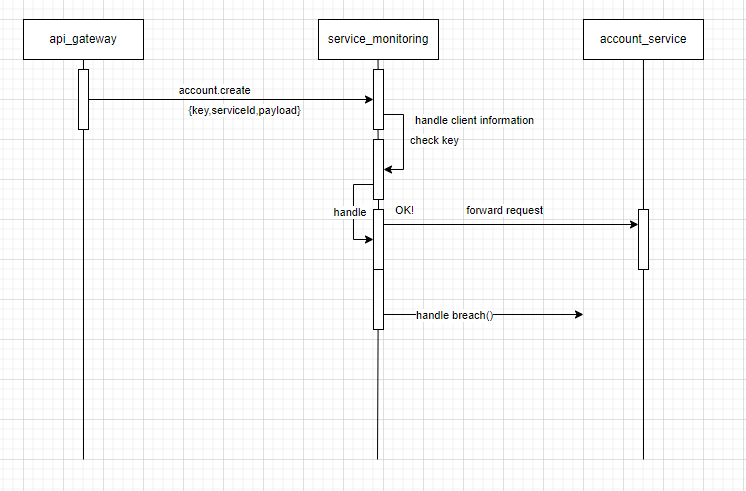 api_gateway
service_monitoring
account_service
account.create
{key,serviceId,payload}
handle client information
check key
handle
OK!
forward request
handle breach()